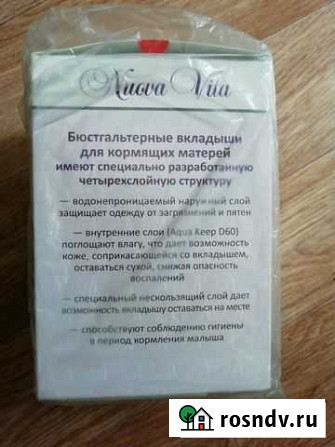 Nuova Vita
Бюстгальтерные вкладыши
для кормящих матерей
имеют специально разработанную
четырехслойную структуру
— водонепроницаемый наружный слой
защищает одежду от загрязнений и пятен
— внутренние слои (Aqua Keep D60)
поглощают влагу, что дает возможность
коже, соприкасающейся со вкладышем,
оставаться сухой, снижая опасность
воспалений
— специальный нескользящий слой дает
возможность вкладышу оставаться на месте
— способствуют соблюдению гигиены
в период кормления малыша
rosndv.ru